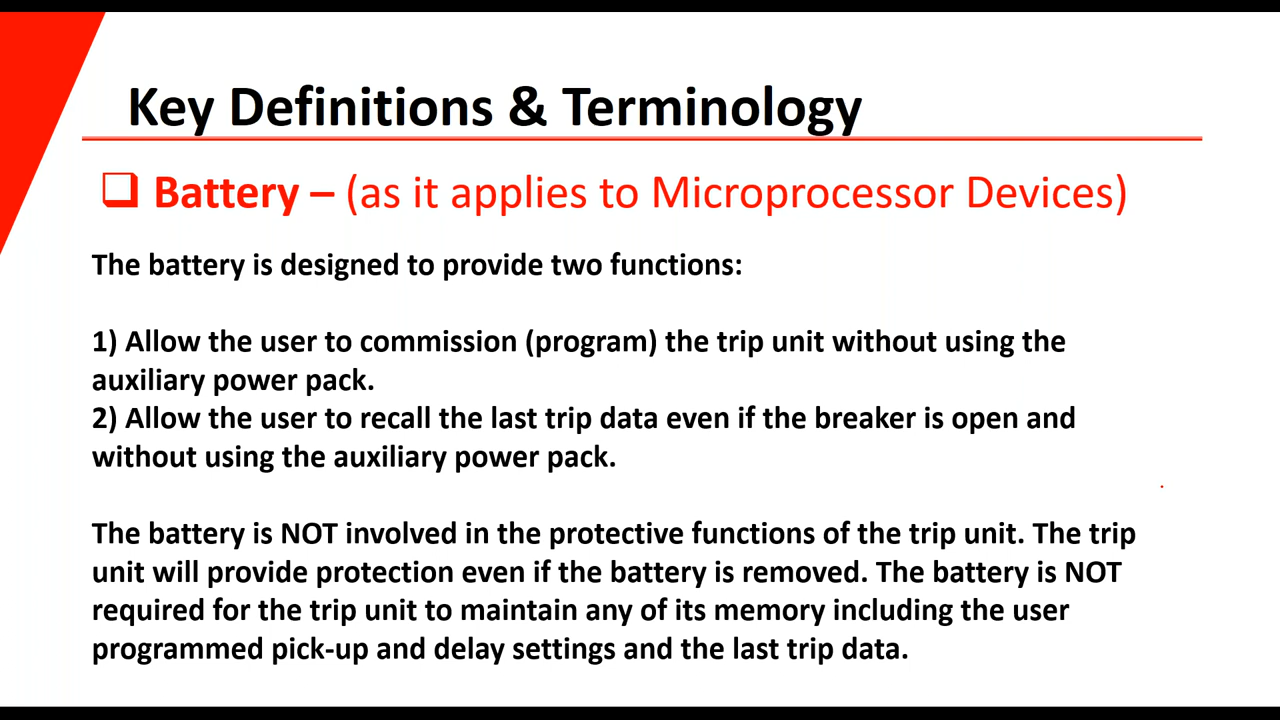 Key Definitions & Terminology
❑ Battery – (as it applies to Microprocessor Devices)
The battery is designed to provide two functions:
1) Allow the user to commission (program) the trip unit without using the
auxiliary power pack.
2) Allow the user to recall the last trip data even if the breaker is open and
without using the auxiliary power pack.
The battery is NOT involved in the protective functions of the trip unit. The trip
unit will provide protection even if the battery is removed. The battery is NOT
required for the trip unit to maintain any of its memory including the user
programmed pick-up and delay settings and the last trip data.